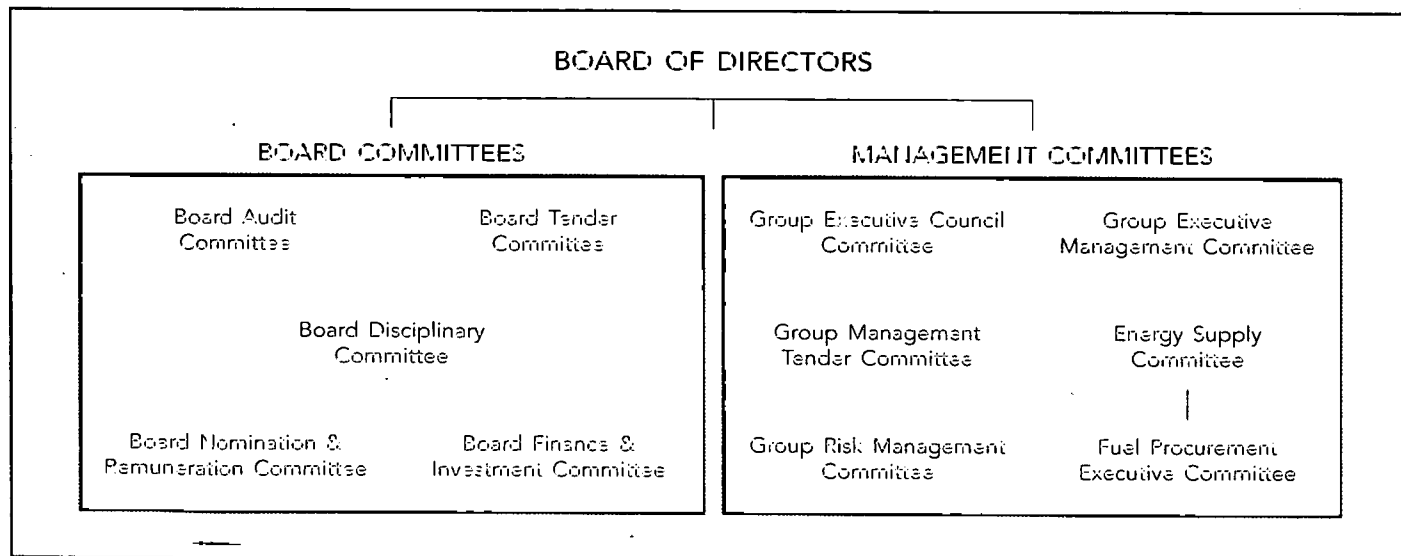 BOARD OF DIRECTORS
BOARD COMMITTEES
Board Audit
Committee
Board Tender
Committee
Board Disciplinary
Committee
Board Nomination &
Remuneration Committee
Board Finance &
Investment Committee
MANAGEMENT COMMITTEES
Group Executive Council
Committee
Group Executive
Management Committee
Group Management
Tender Committee
Energy Supply
Committee
Group Risk Management
Committee
Fuel Procurement
Executive Committee